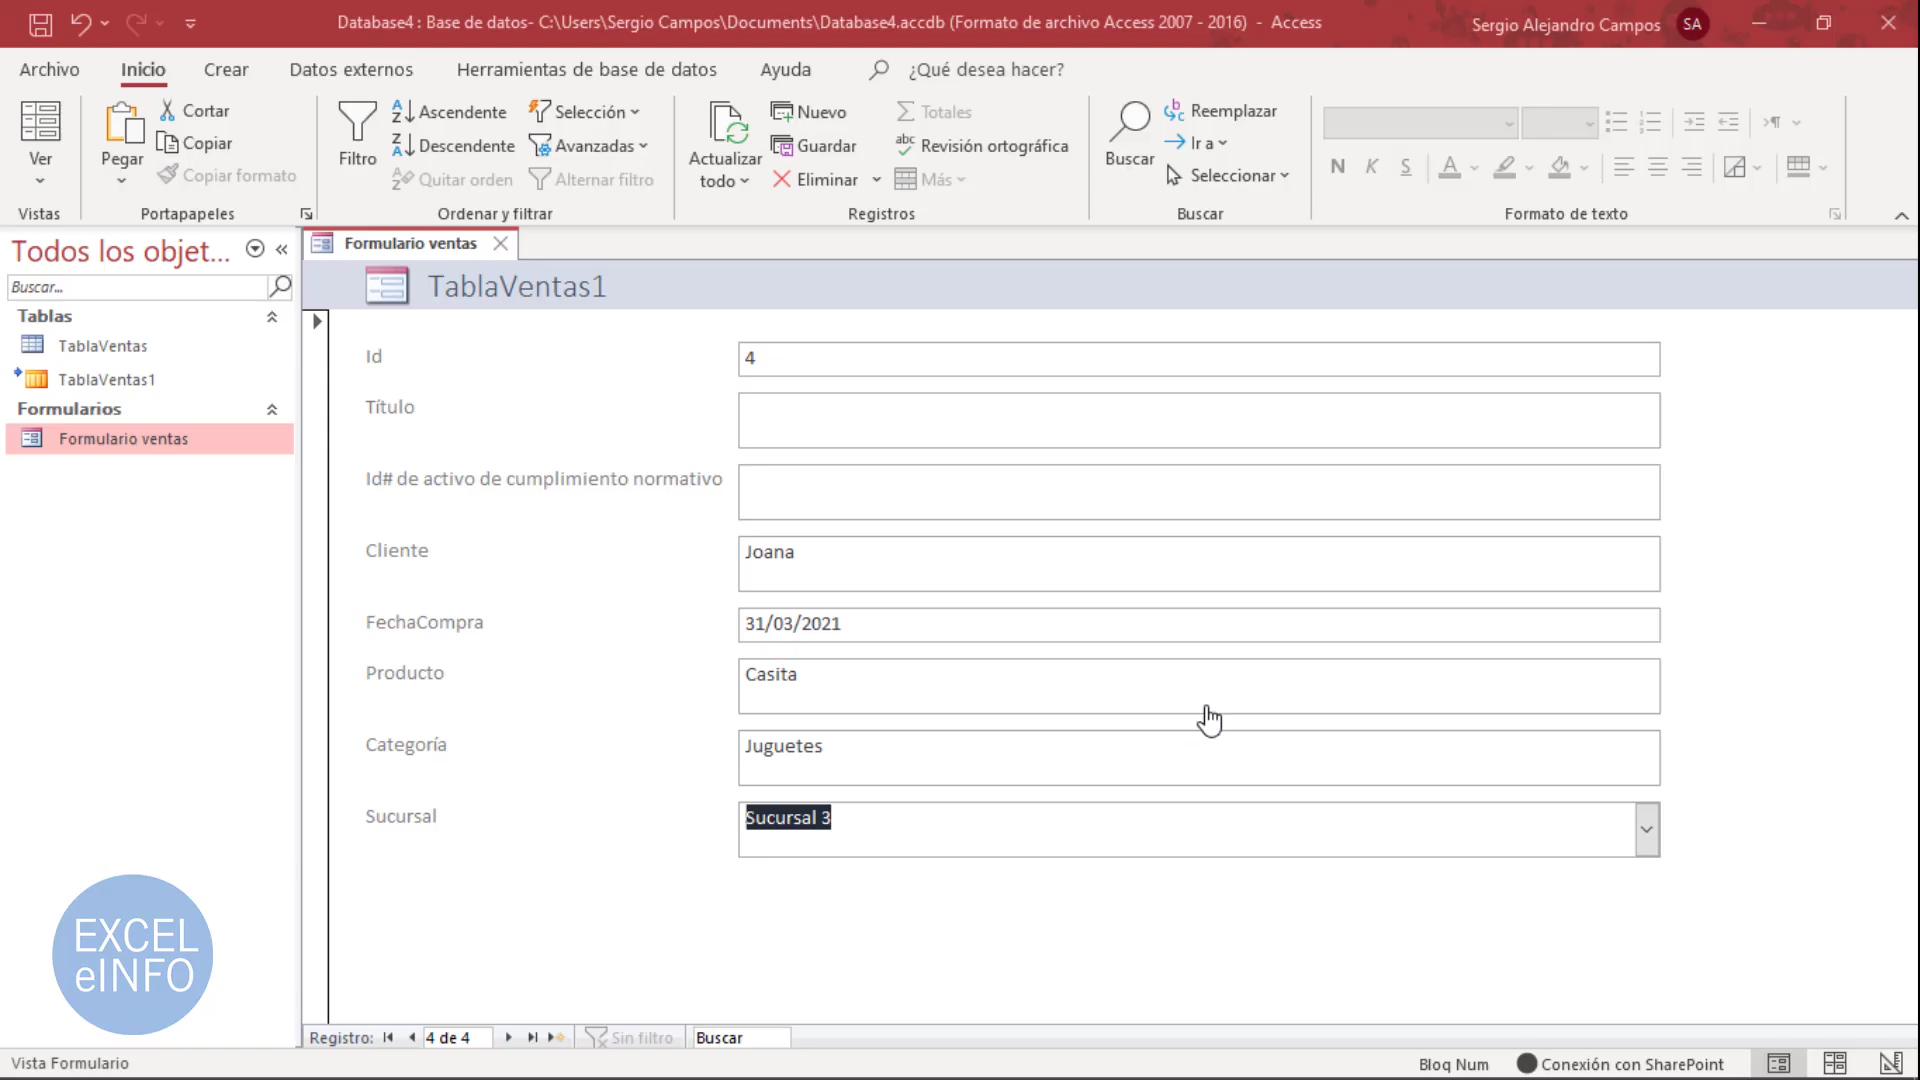 Database4 : Base de datos- C:\Users\Sergio Campos\Documents\Database4.accdb (Formato de archivo Access 2007 - 2016)  -  Access
Sergio Alejandro Campos
SA
Archivo
Inicio
Crear
Datos externos
Herramientas de base de datos
Ayuda
¿Qué desea hacer?
Ver
Pegar
Cortar
Copiar
Copiar formato
Filtro
Ascendente
Descendente
Quitar orden
Selección
Avanzadas
Alternar filtro
Actualizar
todo
Nuevo
Guardar
Eliminar
Totales
Revisión ortográfica
Más
Buscar
Reemplazar
Ir a
Seleccionar
N K S A
Vistas
Portapapeles
Ordenar y filtrar
Registros
Buscar
Formato de texto
Todos los objet...
Buscar...
Tablas
TablaVentas
TablaVentas1
Formularios
Formulario ventas
Formulario ventas
TablaVentas1
Id
4
Título
Id# de activo de cumplimiento normativo
Cliente
Joana
FechaCompra
31/03/2021
Producto
Casita
Categoría
Juguetes
Sucursal
Sucursal 3
EXCEL
eINFO
Registro:
4 de 4
Sin filtro
Buscar
Vista Formulario
Bloq Num
Conexión con SharePoint